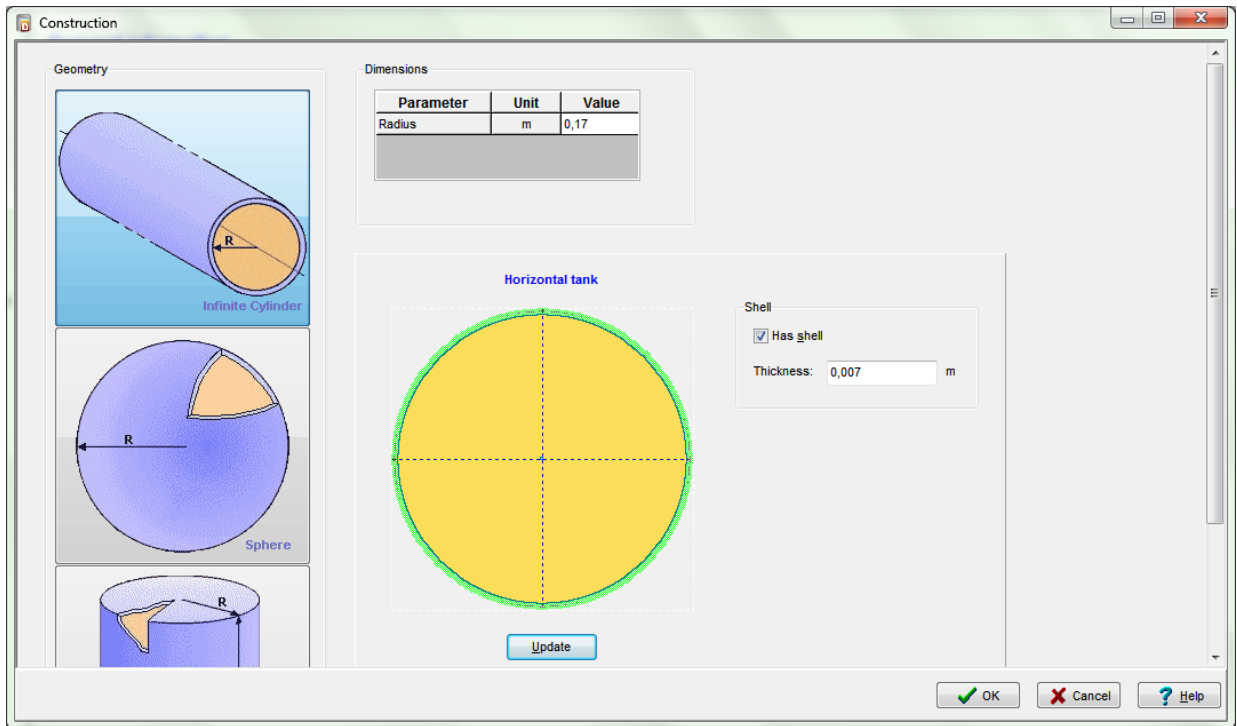 Construction
Geometry
R
Infinite Cylinder
R
Sphere
R
Dimensions
Parameter Unit Value
Radius m 0,17
Horizontal tank
Shell
Has shell
Thickness: 0,007 m
Update
OK Cancel ? Help